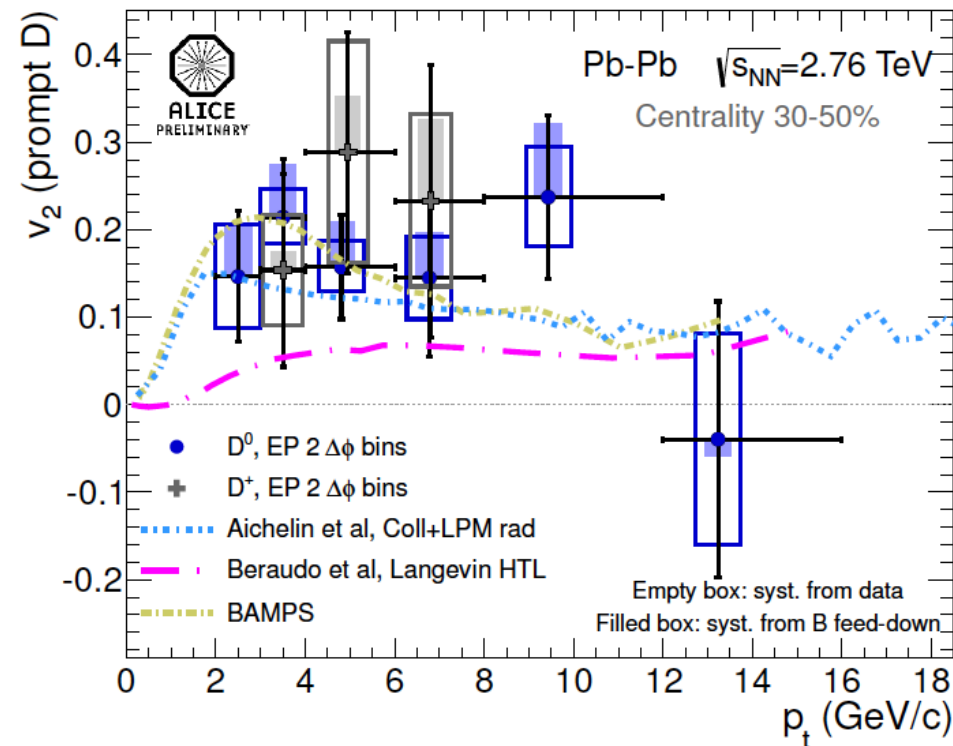 v₂ (prompt D)
0.4
0.3
0.2
0.1
0
-0.1
-0.2
ALICE
PRELIMINARY
Pb-Pb √sNN=2.76 TeV
Centrality 30-50%
D⁰, EP 2 Δϕ bins
D⁺, EP 2 Δϕ bins
Aichelin et al, Coll+LPM rad
Beraudo et al, Langevin HTL
BAMPS
Empty box: syst. from data
Filled box: syst. from B feed-down
0 2 4 6 8 10 12 14 16 18
pt (GeV/c)